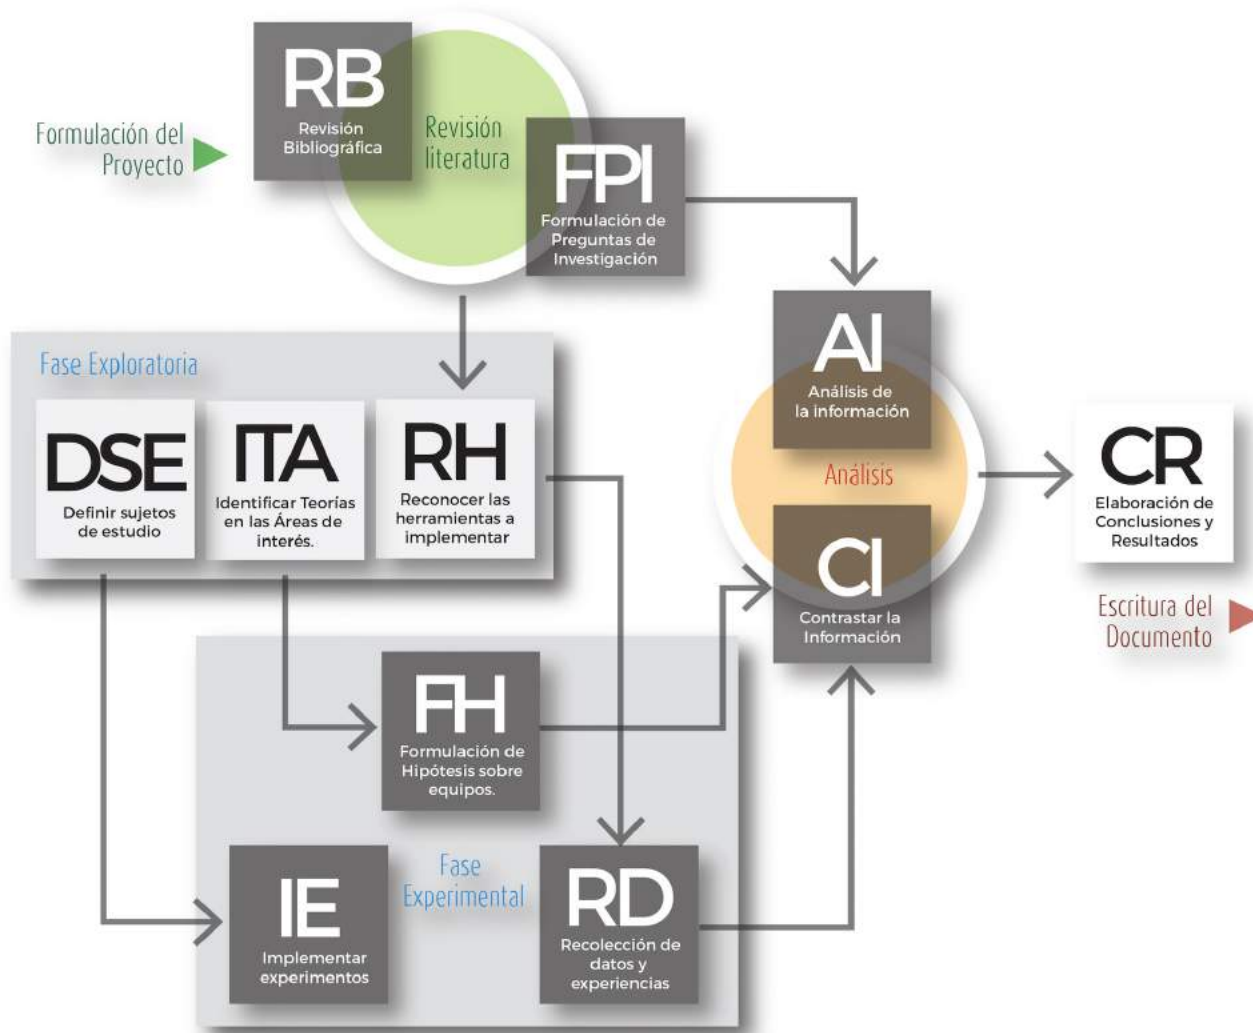 RB
Revisión
Bibliográfica
Formulación del
Proyecto
Revisión
literatura
FPI
Formulación de
Preguntas de
Investigación
Fase Exploratoria
DSE
Definir sujetos
de estudio
ITA
Identificar Teorías
en las Áreas de
interés.
RH
Reconocer las
herramientas a
implementar
AI
Análisis de
la información
Análisis
CI
Contrastar la
Información
CR
Elaboración de
Conclusiones y
Resultados
Escritura del
Documento
FH
Formulación de
Hipótesis sobre
equipos.
Fase
Experimental
IE
Implementar
experimentos
RD
Recolección de
datos y
experiencias